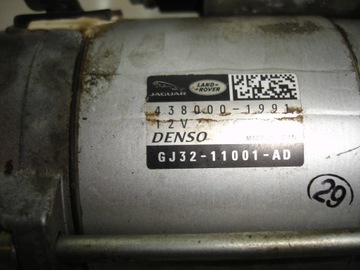 JAGUAR
LAND-
ROVER
438000-1991
12V
DENSO
GJ32-11001-AD
29